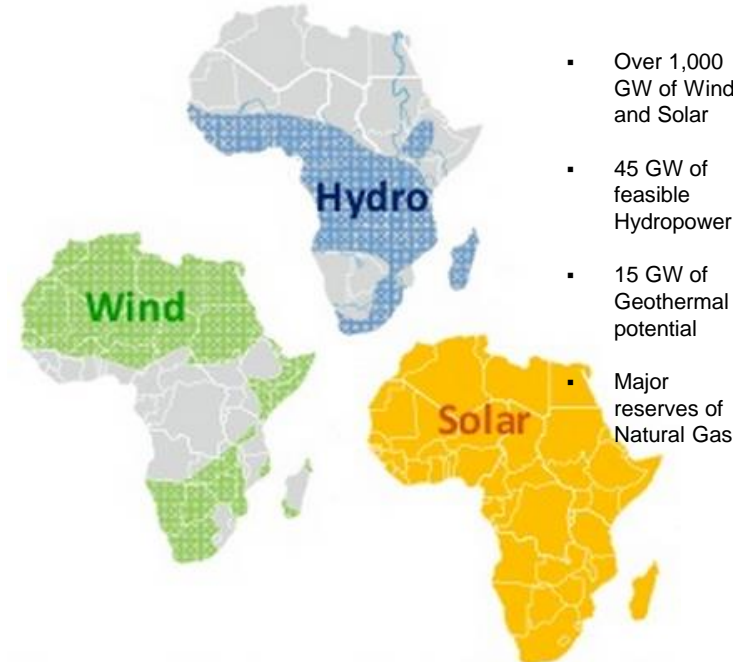 Hydro
Wind
Solar
▪ Over 1,000
GW of Wind
and Solar
▪ 45 GW of
feasible
Hydropower
▪ 15 GW of
Geothermal
potential
▪ Major
reserves of
Natural Gas